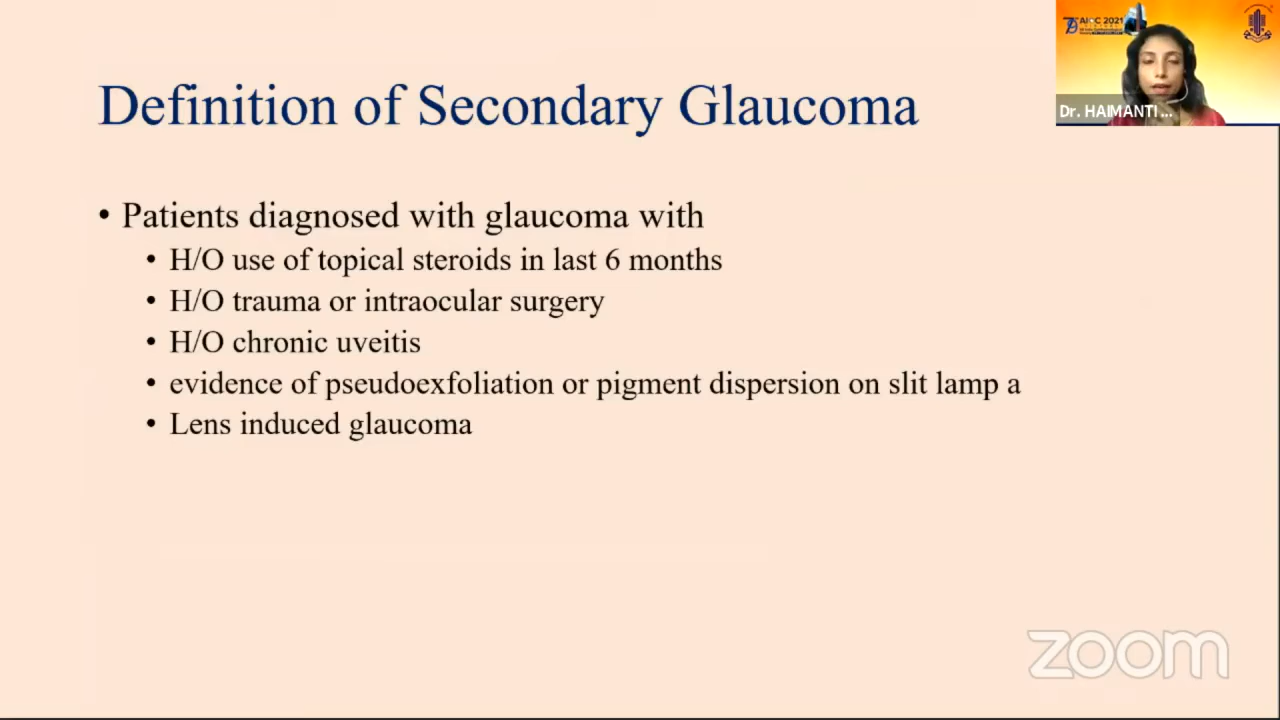 AIOC 2021
Dr. HAIMANTI ...
Definition of Secondary Glaucoma
• Patients diagnosed with glaucoma with
• H/O use of topical steroids in last 6 months
• H/O trauma or intraocular surgery
• H/O chronic uveitis
• evidence of pseudoexfoliation or pigment dispersion on slit lamp a
• Lens induced glaucoma
zoom